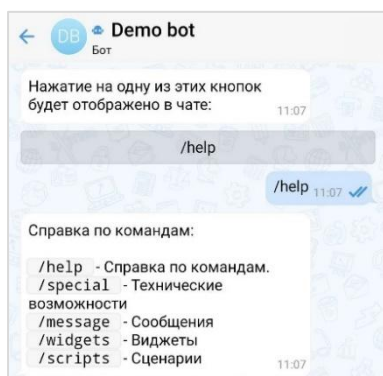 DB
Demo bot
Бот
Нажатие на одну из этих кнопок
будет отображено в чате:
11:07
/help
/help 11:07
Справка по командам:
/help - Справка по командам.
/special - Технические
возможности
/message - Сообщения
/widgets - Виджеты
/scripts - Сценарии
11:07